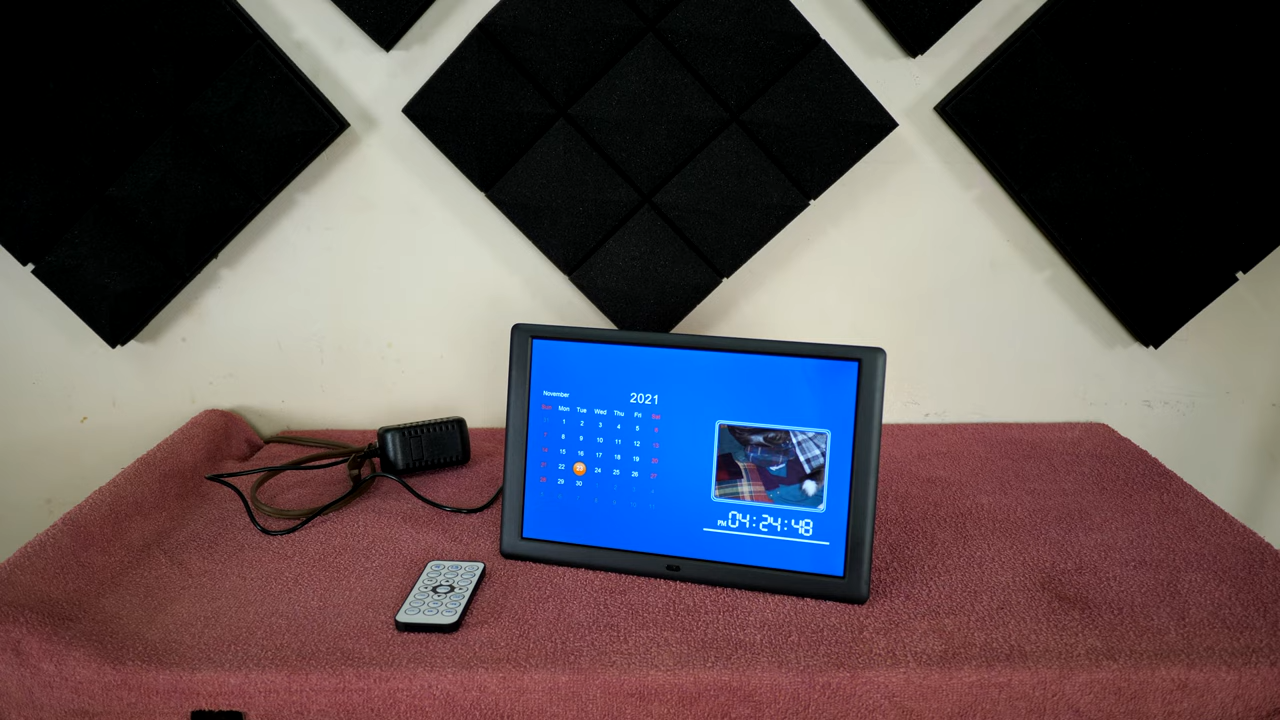 November 2021
Sun Mon Tue Wed Thu Fri Sat
1 2 3 4 5 6
7 8 9 10 11 12 13
14 15 16 17 18 19 20
21 22 23 24 25 26 27
28 29 30
PM 04:24:48